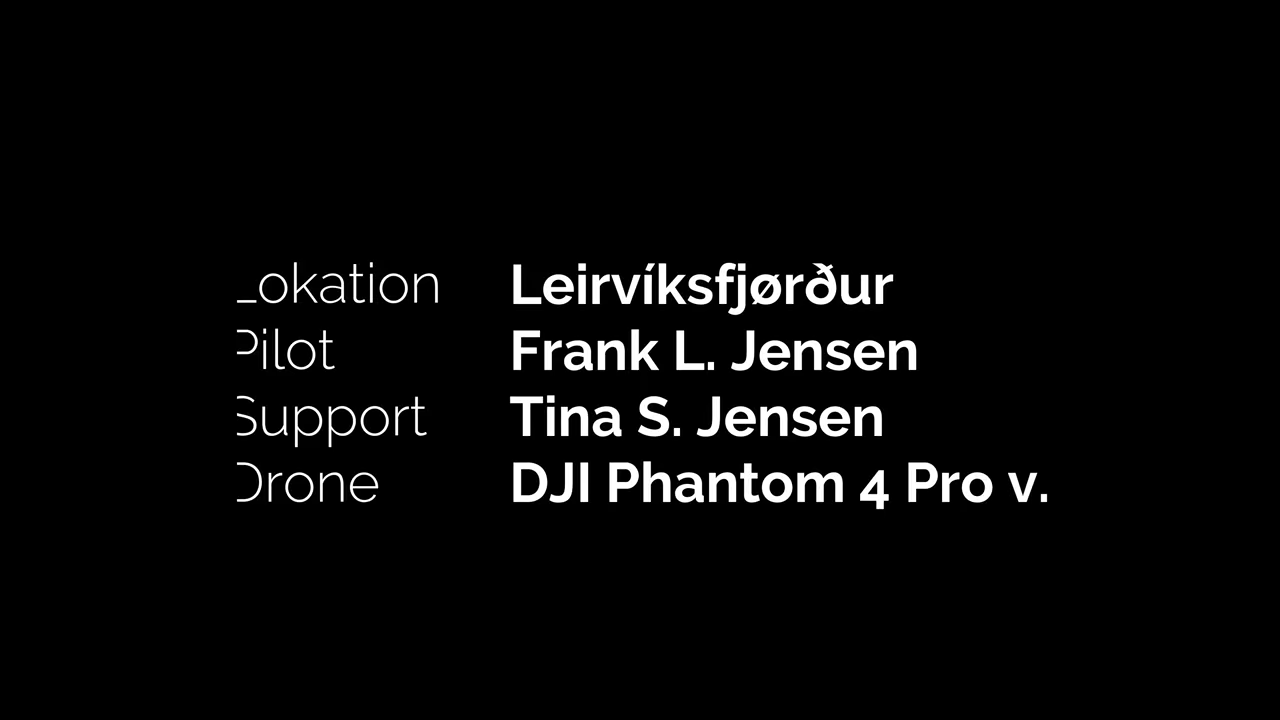 Lokation Leirvíksfjørður
Pilot Frank L. Jensen
Support Tina S. Jensen
Drone DJI Phantom 4 Pro v.